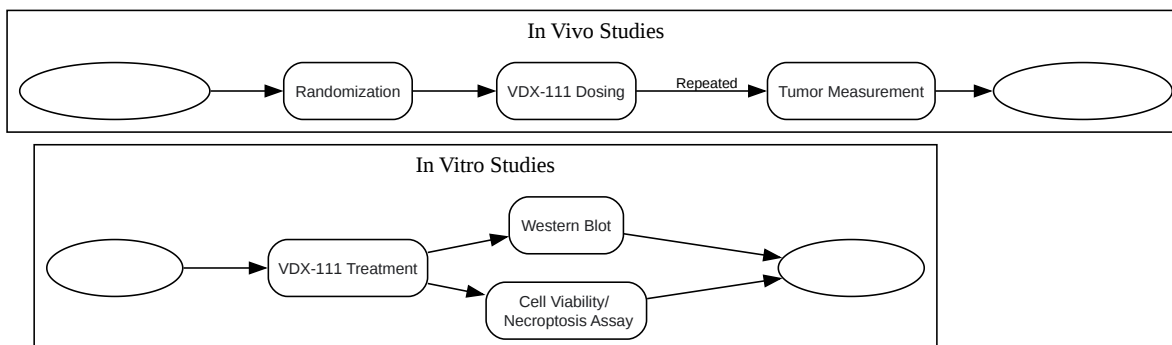 In Vivo Studies
Randomization
VDX-111 Dosing
Repeated
Tumor Measurement
In Vitro Studies
Western Blot
VDX-111 Treatment
Cell Viability/
Necroptosis Assay